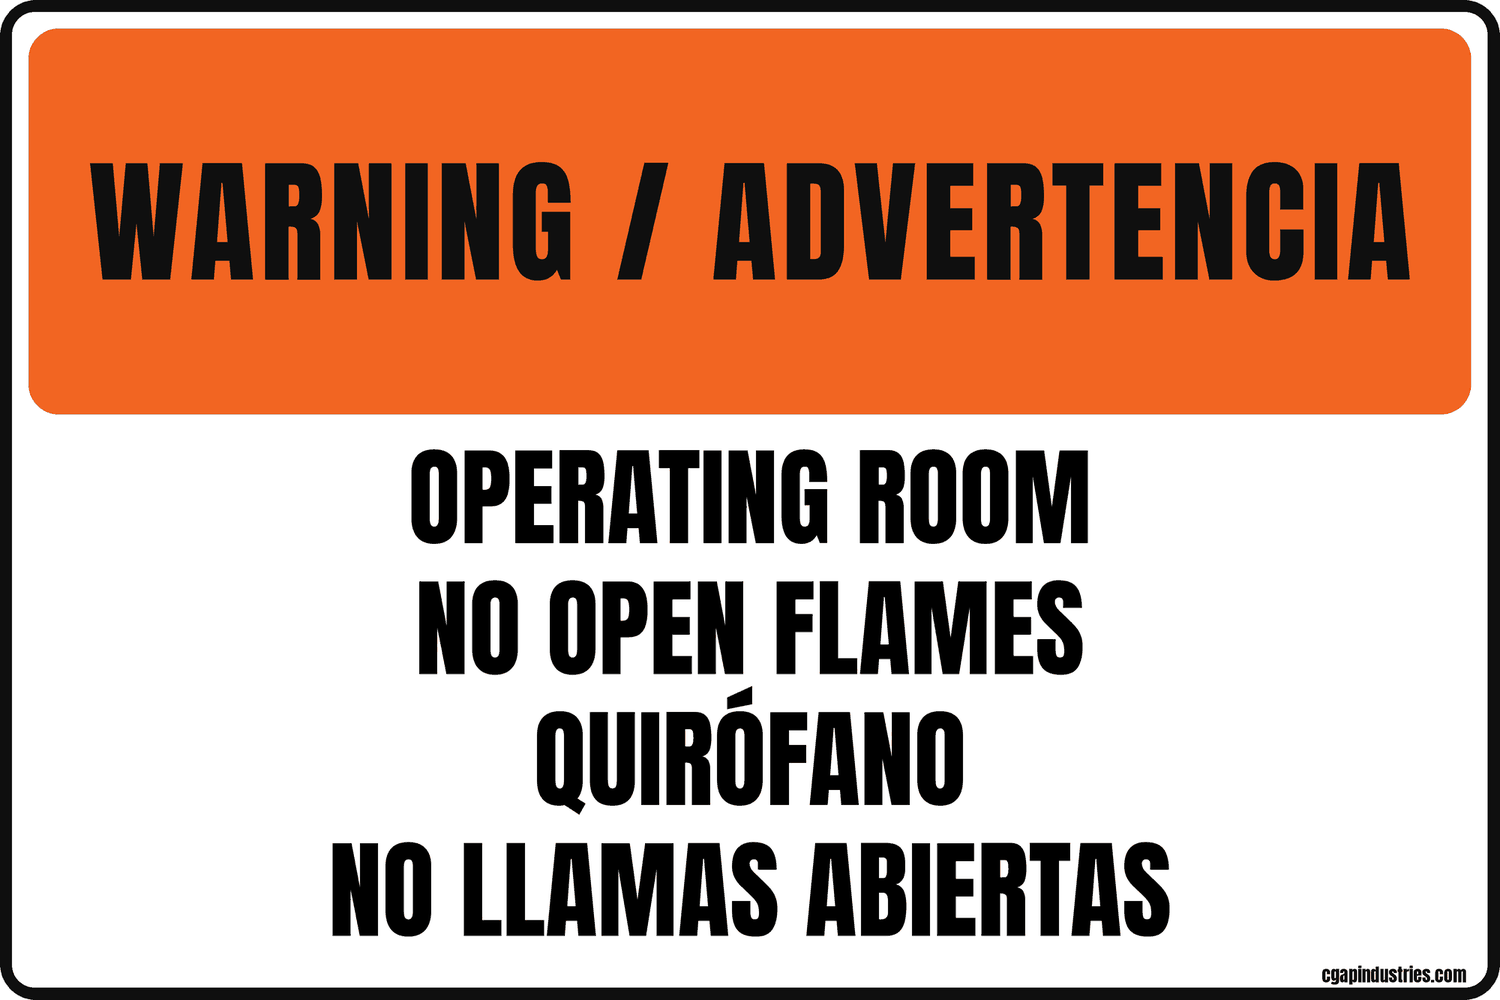 WARNING / ADVERTENCIA
OPERATING ROOM
NO OPEN FLAMES
QUIRÓFANO
NO LLAMAS ABIERTAS
cgapindustries.com